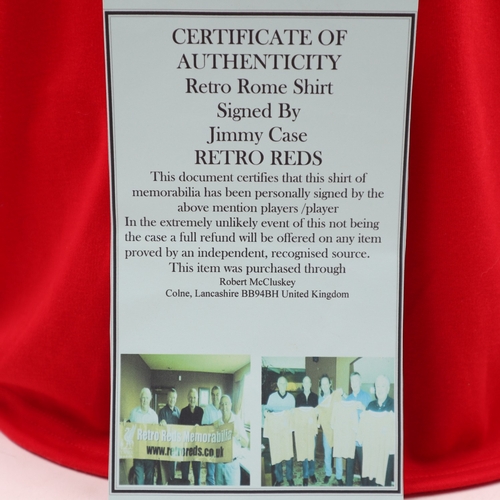 CERTIFICATE OF
AUTHENTICITY
Retro Rome Shirt
Signed By
Jimmy Case
RETRO REDS
This document certifies that this shirt of
memorabilia has been personally signed by the
above mention players /player
In the extremely unlikely event of this not being
the case a full refund will be offered on any item
proved by an independent, recognised source.
This item was purchased through
Robert McCluskey
Colne, Lancashire BB94BH United Kingdom
Retro Reds Memorabilia
www.retroreds.co.uk